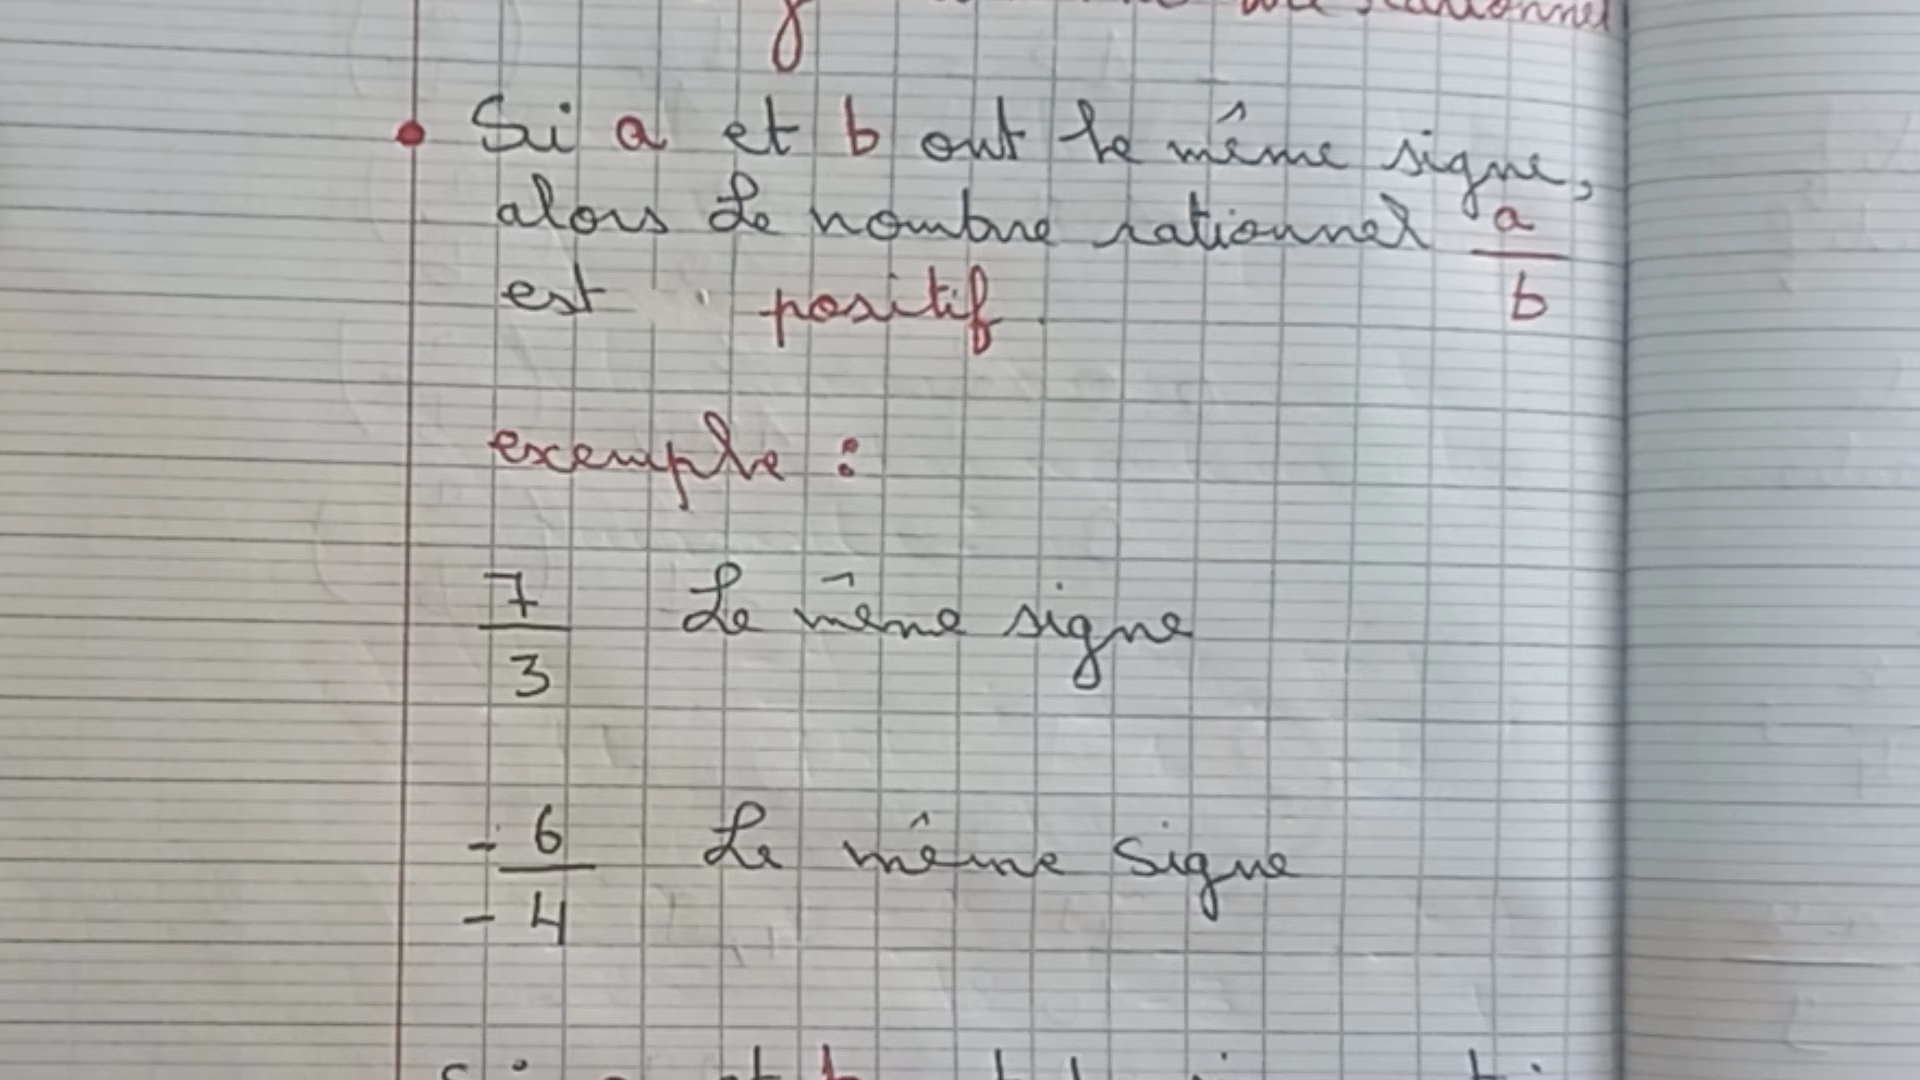 rationnel
• Si a et b ont le même signe,
alors le nombre rationnel a/b
est positif.
exemple :
7/3 Le même signe
-6/-4 Le même signe